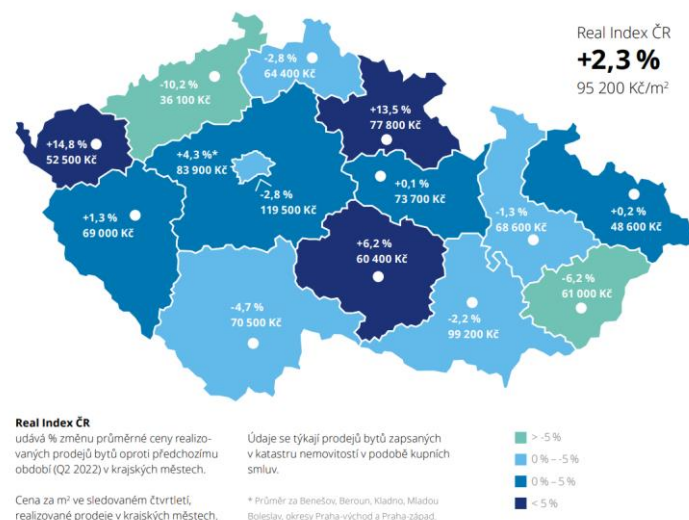 Real Index ČR
+2,3 %
95 200 Kč/m²
-2,8 %
64 400 Kč
-10,2 %
36 100 Kč
+13,5 %
77 800 Kč
+14,8 %
52 500 Kč
+4,3 %*
83 900 Kč
-2,8 %
119 500 Kč
+0,1 %
73 700 Kč
+1,3 %
69 000 Kč
-1,3 %
68 600 Kč
+0,2 %
48 600 Kč
+6,2 %
60 400 Kč
-6,2 %
61 000 Kč
-4,7 %
70 500 Kč
-2,2 %
99 200 Kč
Real Index ČR
udává % změnu průměrné ceny realizo-
vaných prodejů bytů oproti předchozímu
období (Q2 2022) v krajských městech.
Cena za m² ve sledovaném čtvrtletí,
realizované prodeje v krajských městech.
Údaje se týkají prodejů bytů zapsaných
v katastru nemovitostí v podobě kupních
smluv.
* Průměr za Benešov, Beroun, Kladno, Mladou
Boleslav, okresy Praha-východ a Praha-západ.
> -5 %
0 % – -5 %
0 % – 5 %
< 5 %